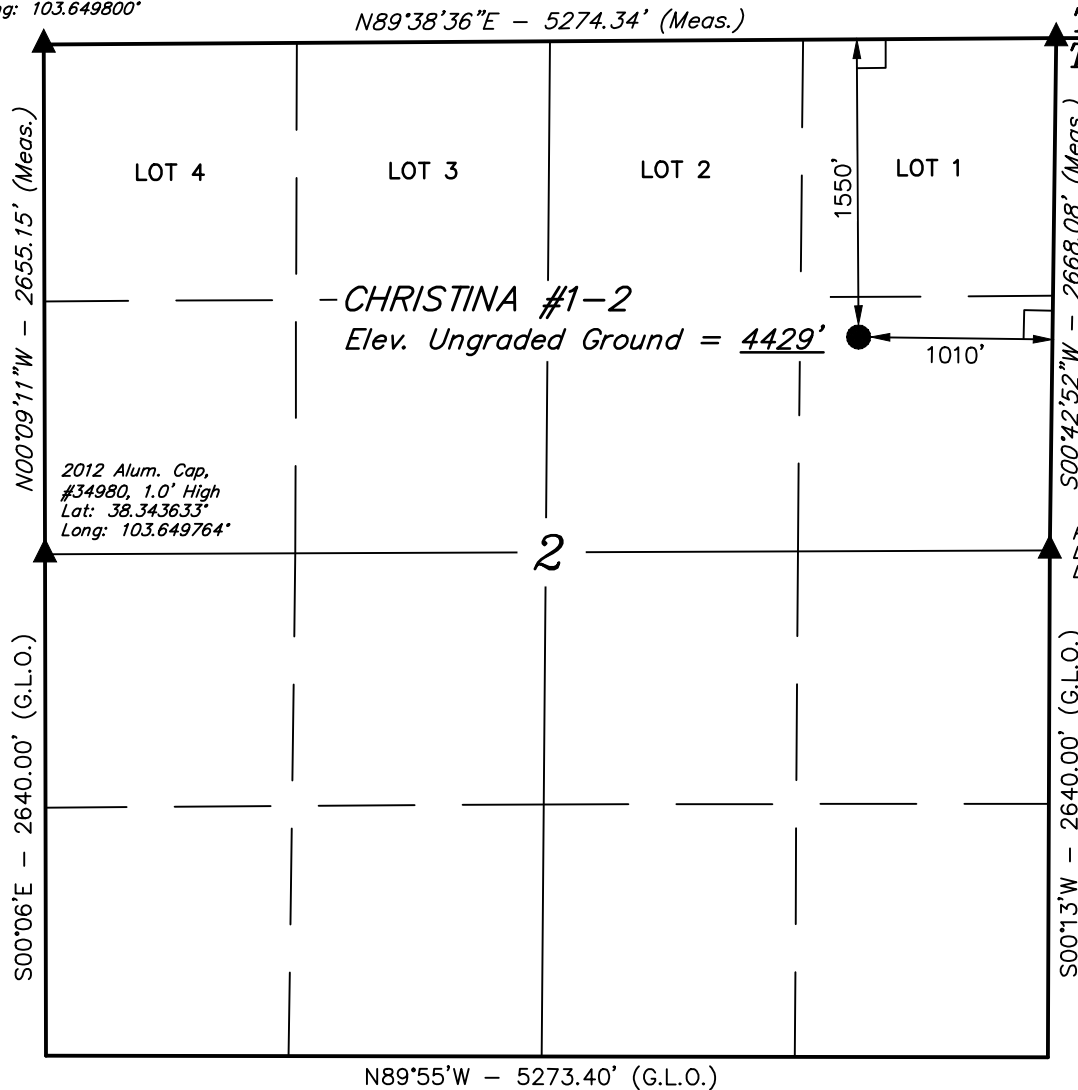 103.649800°
N89°38'36"E – 5274.34' (Meas.)
N00°09'11"W – 2655.15' (Meas.)
S00°42'52"W – 2668.08' (Meas.)
LOT 4
LOT 3
LOT 2
LOT 1
1550'
CHRISTINA #1-2
Elev. Ungraded Ground = 4429'
1010'
2012 Alum. Cap,
#34980, 1.0' High
Lat: 38.343633°
Long: 103.649764°
2
S00°06'E – 2640.00' (G.L.O.)
S00°13'W – 2640.00' (G.L.O.)
N89°55'W – 5273.40' (G.L.O.)